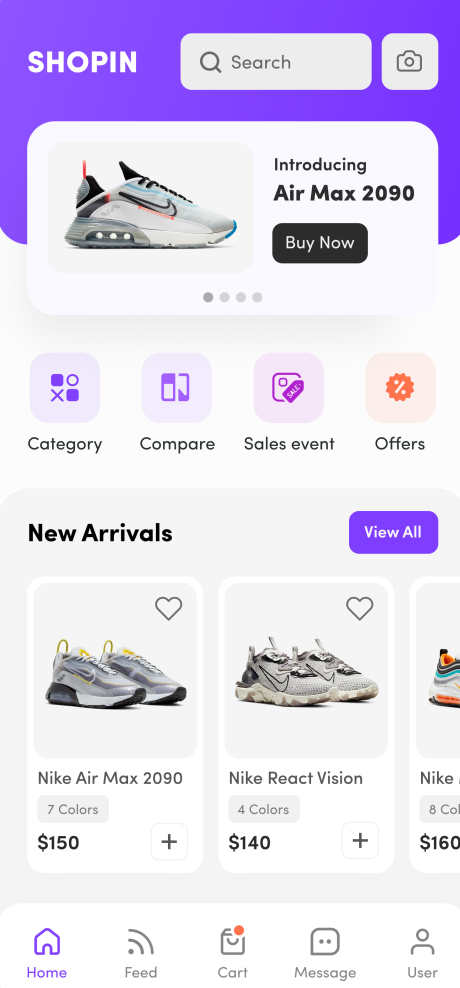 SHOPIN
Search
Introducing
Air Max 2090
Buy Now
SALE
Category
Compare
Sales event
Offers
New Arrivals
View All
Nike Air Max 2090
7 Colors
$150
Nike React Vision
4 Colors
$140
Nike
8 Col
$160
Home
Feed
Cart
Message
User